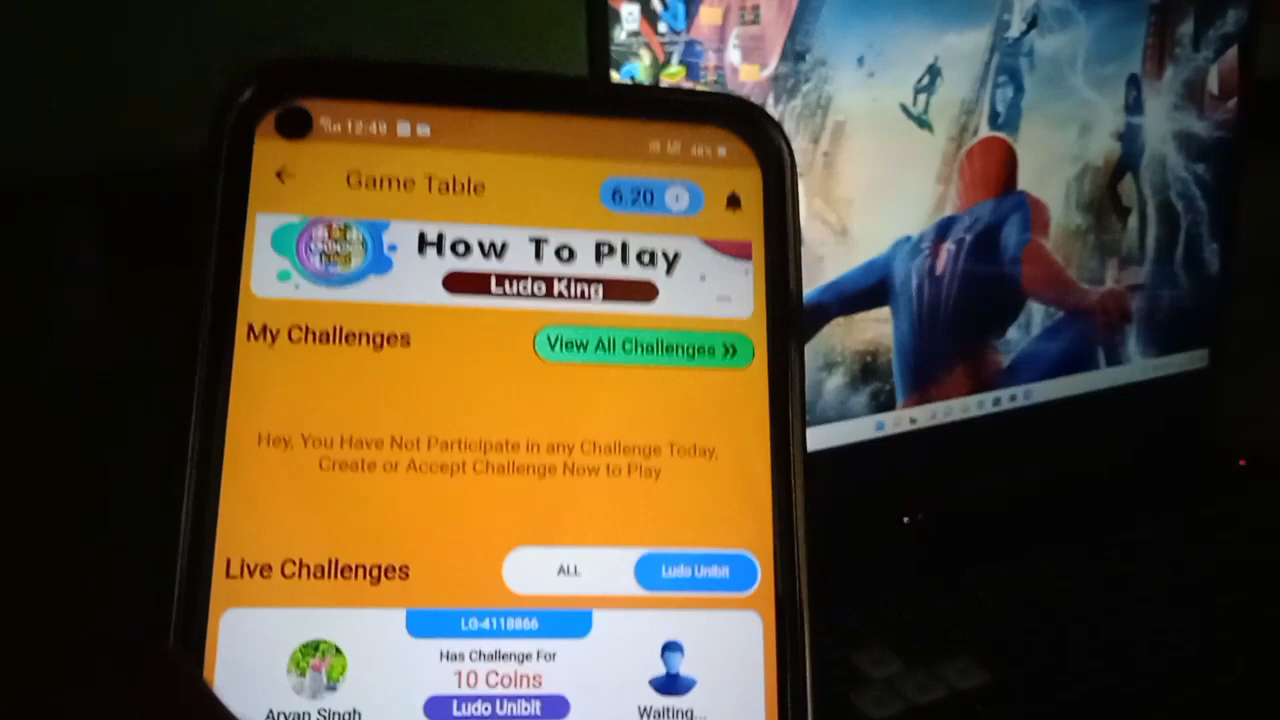 12:49
Game Table
6.20
How To Play
Ludo King
My Challenges
View All Challenges »
Hey, You Have Not Participate in any Challenge Today,
Create or Accept Challenge Now to Play
Live Challenges
ALL
Ludo Unibit
LG-4118866
Has Challenge For
10 Coins
Ludo Unibit
Aryan Singh
Waiting...